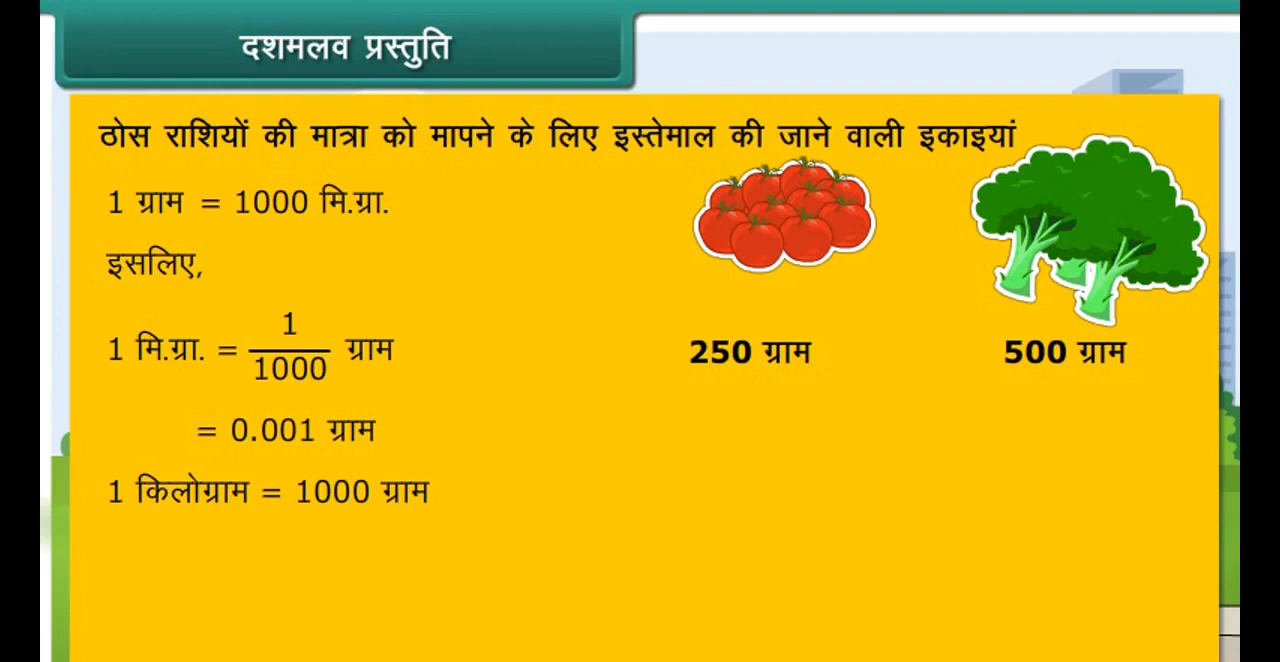 दशमलव प्रस्तुति
ठोस राशियों की मात्रा को मापने के लिए इस्तेमाल की जाने वाली इकाइयां
1 ग्राम = 1000 मि.ग्रा.
इसलिए,
1 मि.ग्रा. = 1/1000 ग्राम
= 0.001 ग्राम
1 किलोग्राम = 1000 ग्राम
250 ग्राम
500 ग्राम